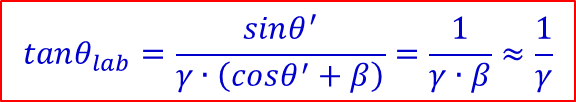 tanθ_lab = sinθ′ / (γ · (cosθ′ + β)) = 1 / (γ · β) ≈ 1 / γ